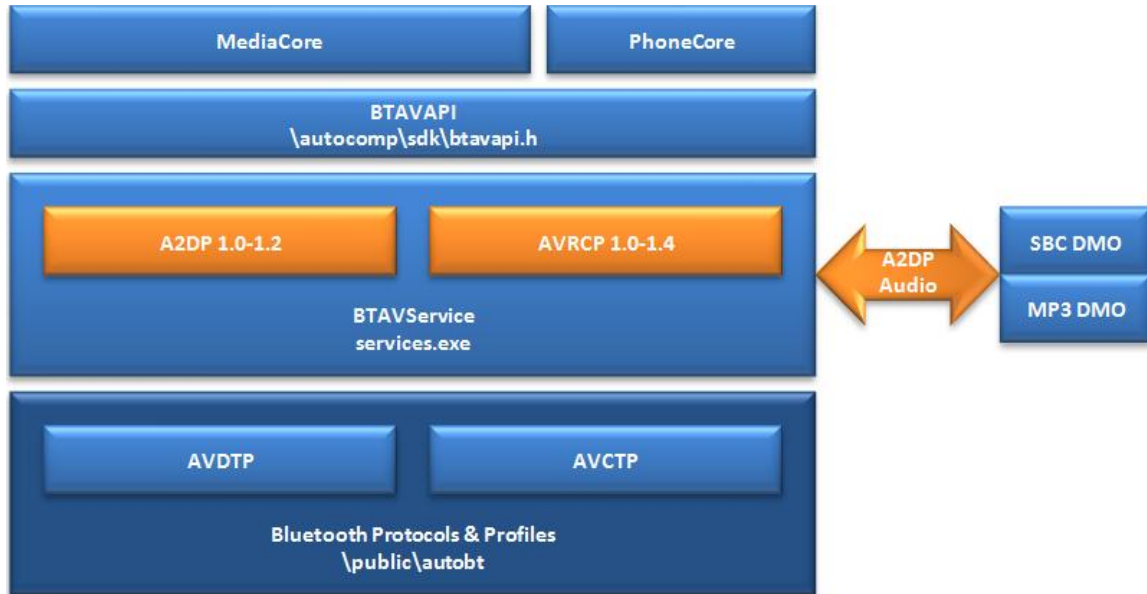 MediaCore
PhoneCore
BTAVAPI
\autocomp\sdk\btavapi.h
A2DP 1.0-1.2
AVRCP 1.0-1.4
BTAVService
services.exe
A2DP
Audio
SBC DMO
MP3 DMO
AVDTP
AVCTP
Bluetooth Protocols & Profiles
\public\autobt